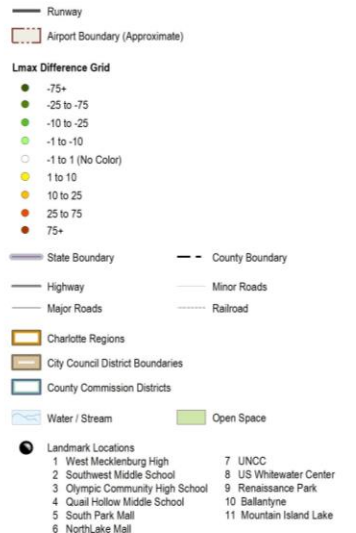 Runway
Airport Boundary (Approximate)
Lmax Difference Grid
-75+
-25 to -75
-10 to -25
-1 to -10
-1 to 1 (No Color)
1 to 10
10 to 25
25 to 75
75+
State Boundary
County Boundary
Highway
Minor Roads
Major Roads
Railroad
Charlotte Regions
City Council District Boundaries
County Commission Districts
Water / Stream
Open Space
Landmark Locations
1 West Mecklenburg High
2 Southwest Middle School
3 Olympic Community High School
4 Quail Hollow Middle School
5 South Park Mall
6 NorthLake Mall
7 UNCC
8 US Whitewater Center
9 Renaissance Park
10 Ballantyne
11 Mountain Island Lake